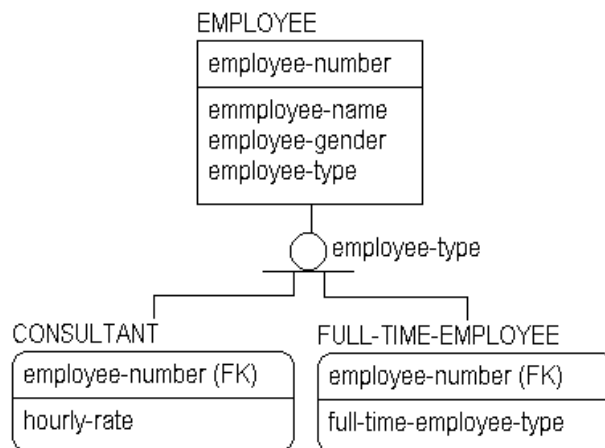 EMPLOYEE
employee-number
emmployee-name
employee-gender
employee-type
employee-type
CONSULTANT
employee-number (FK)
hourly-rate
FULL-TIME-EMPLOYEE
employee-number (FK)
full-time-employee-type